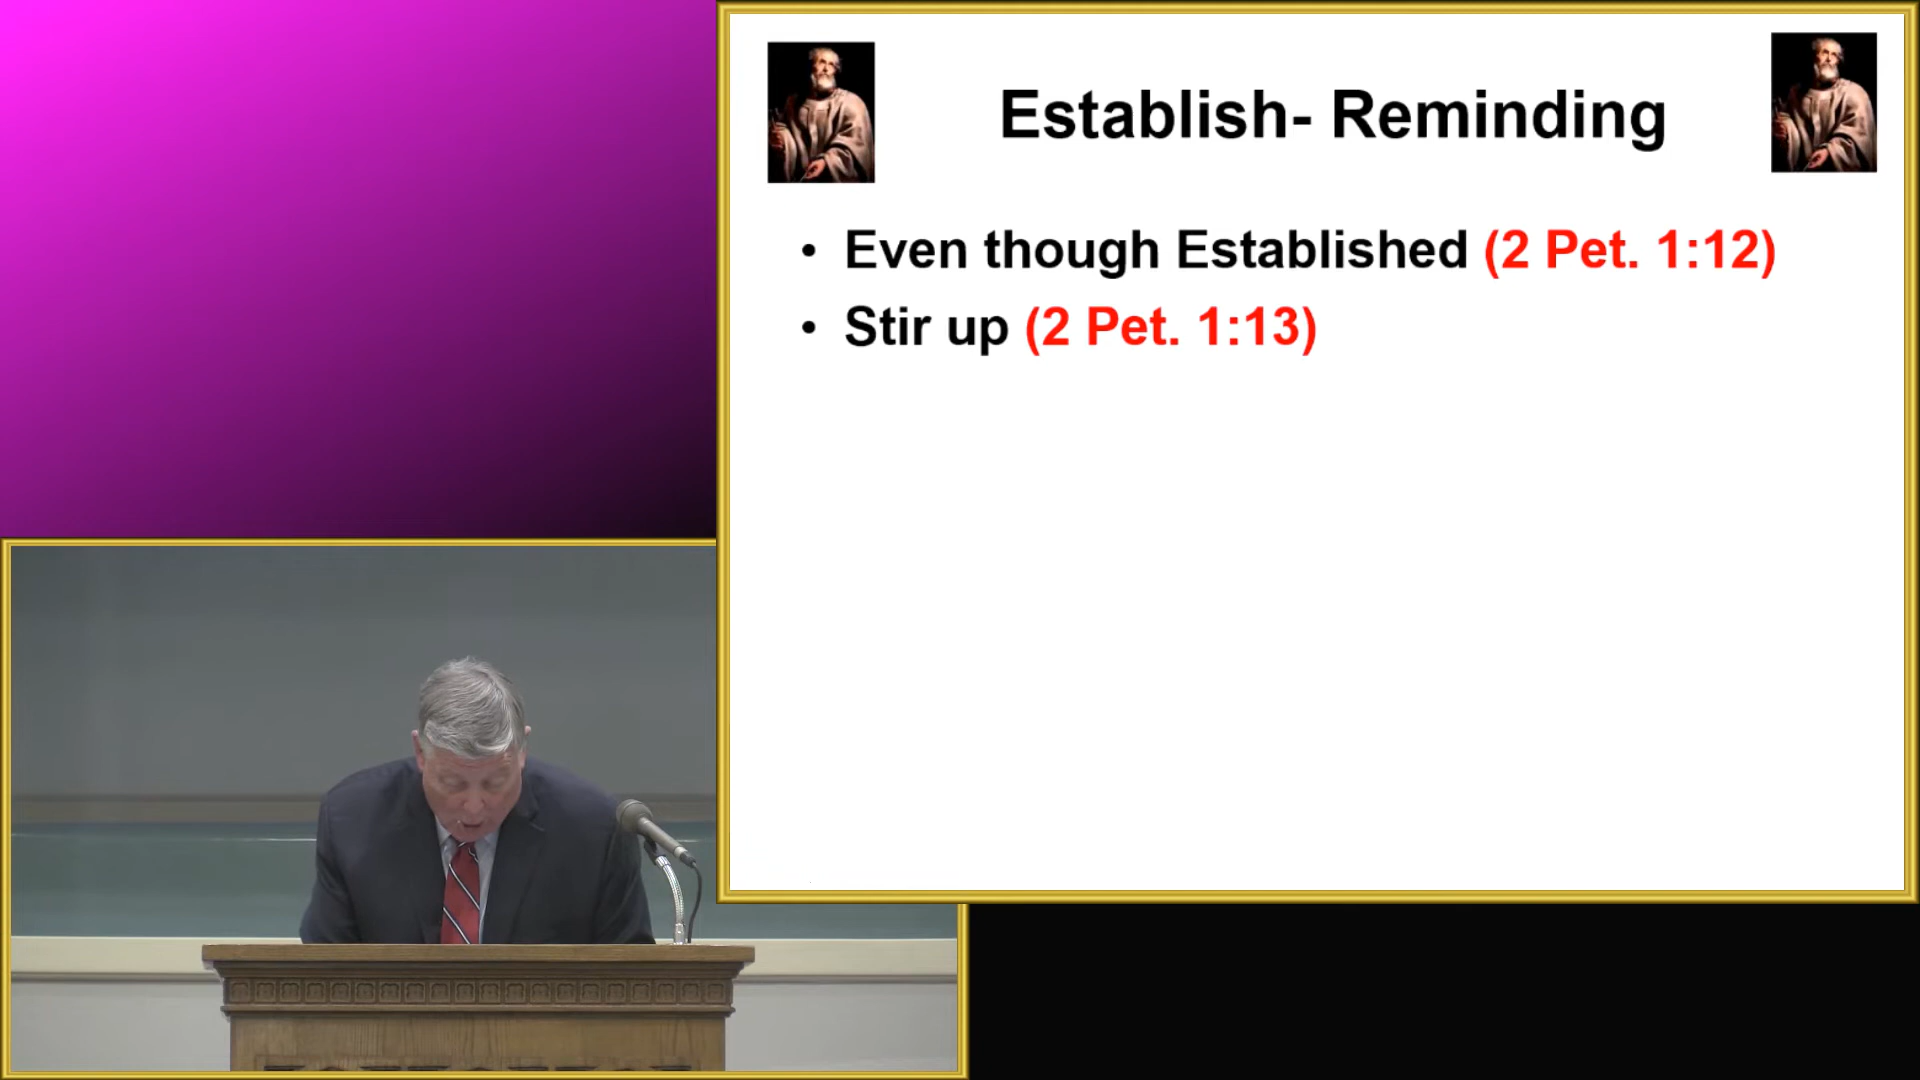 Establish- Reminding
• Even though Established (2 Pet. 1:12)
• Stir up (2 Pet. 1:13)